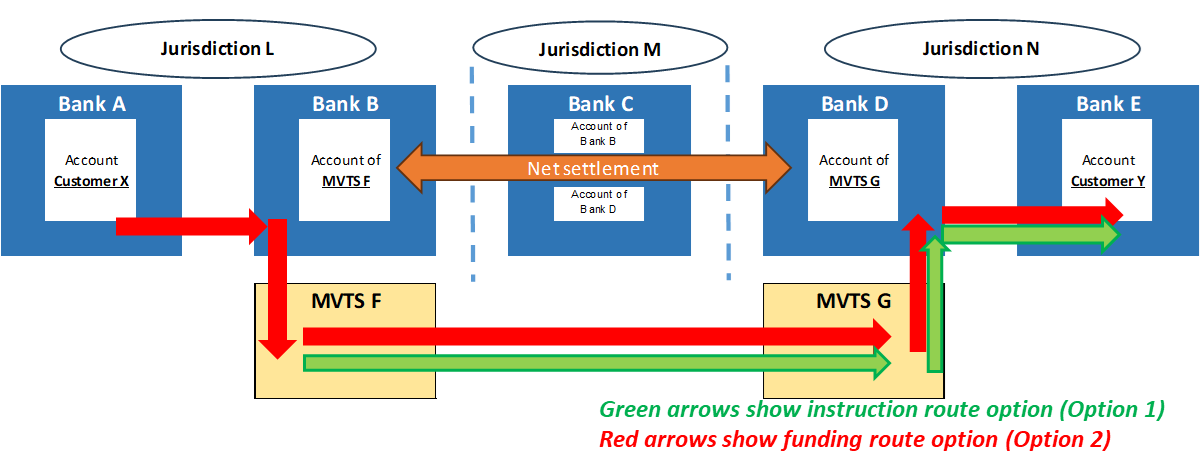 Jurisdiction L
Jurisdiction M
Jurisdiction N
Bank A
Bank B
Bank C
Bank D
Bank E
Account
Customer X
Account of
MVTS F
Account of
Bank B
Net settlement
Account of
Bank D
Account of
MVTS G
Account
Customer Y
MVTS F
MVTS G
Green arrows show instruction route option (Option 1)
Red arrows show funding route option (Option 2)